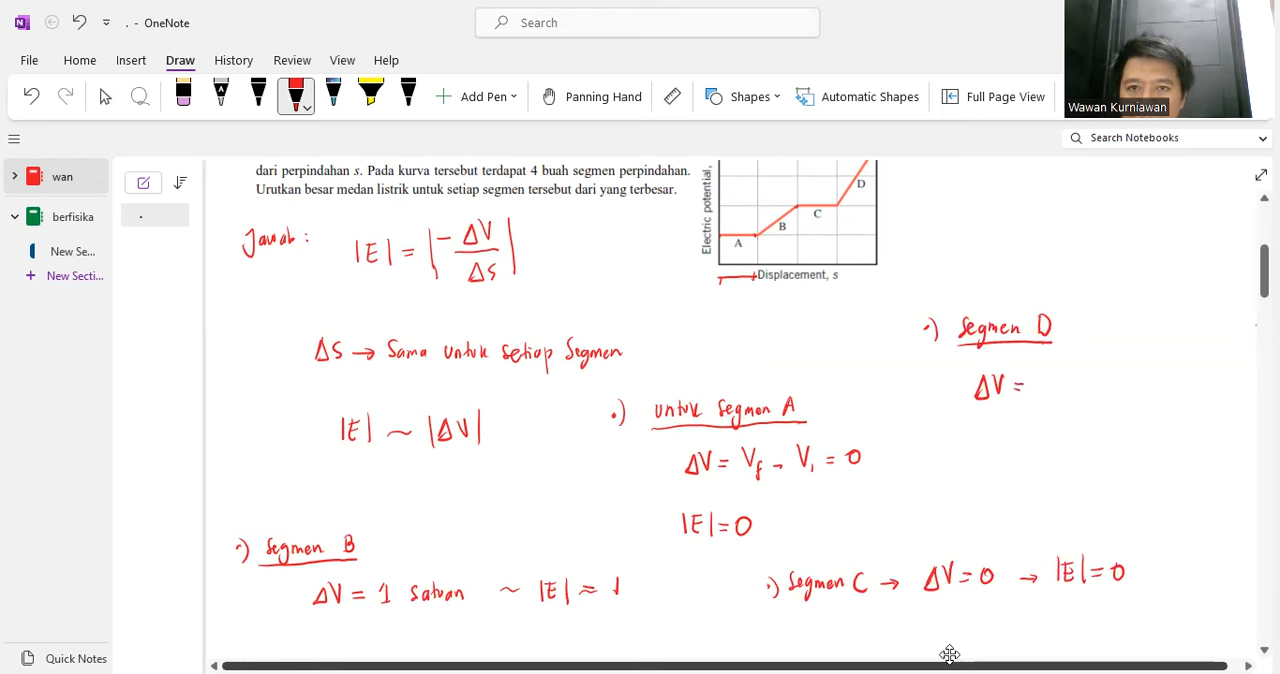 . - OneNote
Search
Wawan Kurniawan
File Home Insert Draw History Review View Help
Add Pen Panning Hand Shapes Automatic Shapes Full Page View
Search Notebooks
wan
berfisika
New Se...
New Secti...
Quick Notes
.
dari perpindahan s. Pada kurva tersebut terdapat 4 buah segmen perpindahan.
Urutkan besar medan listrik untuk setiap segmen tersebut dari yang terbesar.
Electric potential,
A
B
C
D
Displacement, s
Jawab :
|E| = |- ΔV/Δs|
Δs → Sama untuk setiap Segmen
|E| ~ |ΔV|
•) untuk Segmen A
ΔV = Vf - Vi = 0
|E| = 0
•) Segmen B
ΔV = 1 Satuan ~ |E| ≈ 1
•) Segmen C → ΔV = 0 → |E| = 0
•) Segmen D
ΔV =